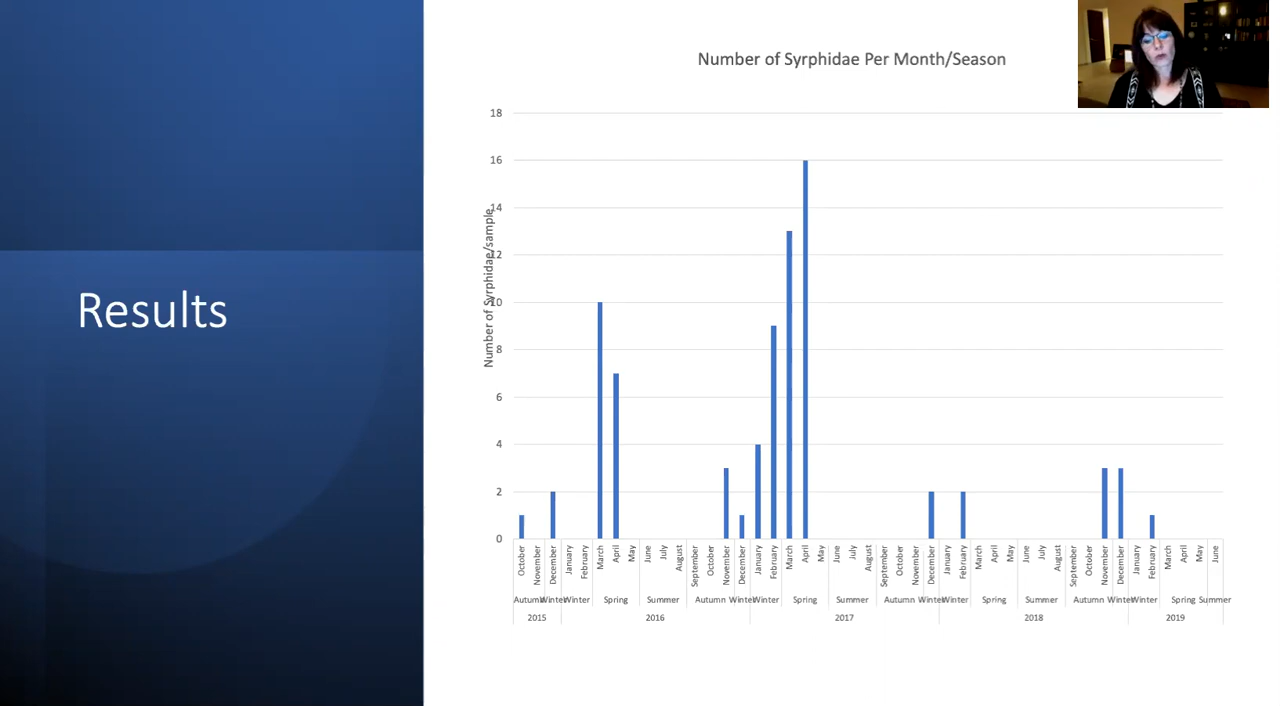 Results
Number of Syrphidae Per Month/Season
Number of Syrphidae/sample
18
16
14
12
10
8
6
4
2
0
October November December January February March April May June July August September October November December January February March April May June July August September October November December January February March April May June July August September October November December January February March April May June
Autumn Winter Winter Spring Summer Autumn Winter Winter Spring Summer Autumn Winter Winter Spring Summer Autumn Winter Winter Spring Summer
2015 2016 2017 2018 2019